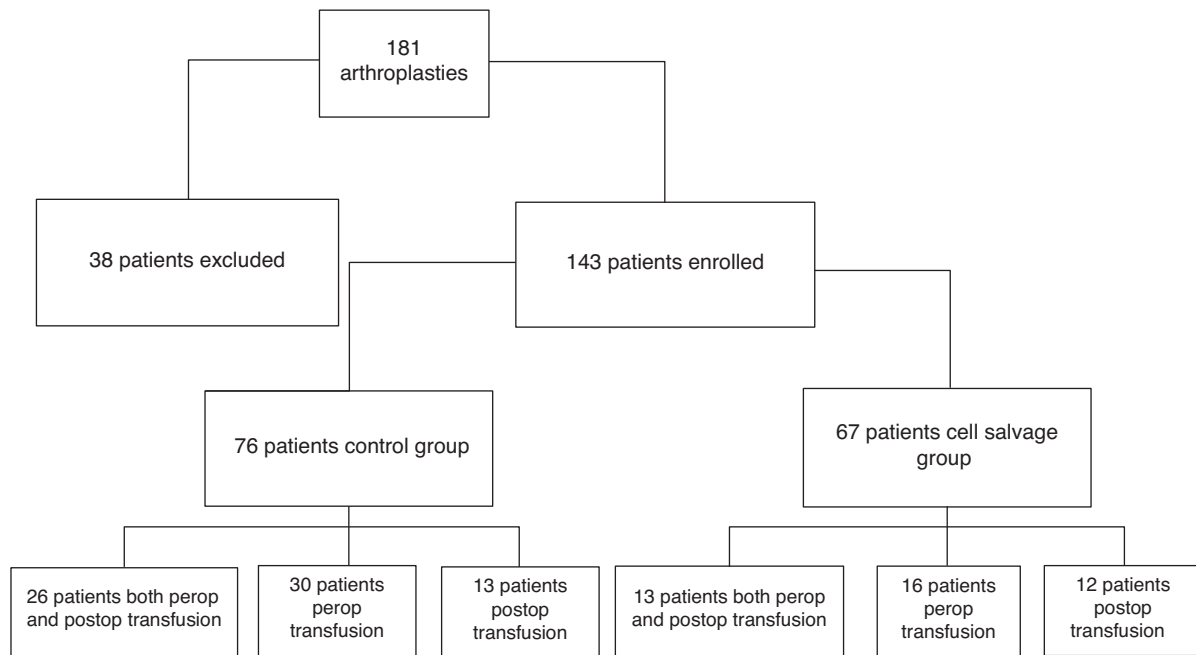 181
arthroplasties
38 patients excluded
143 patients enrolled
76 patients control group
67 patients cell salvage
group
26 patients both perop
and postop transfusion
30 patients
perop
transfusion
13 patients
postop
transfusion
13 patients both perop
and postop transfusion
16 patients
perop
transfusion
12 patients
postop
transfusion